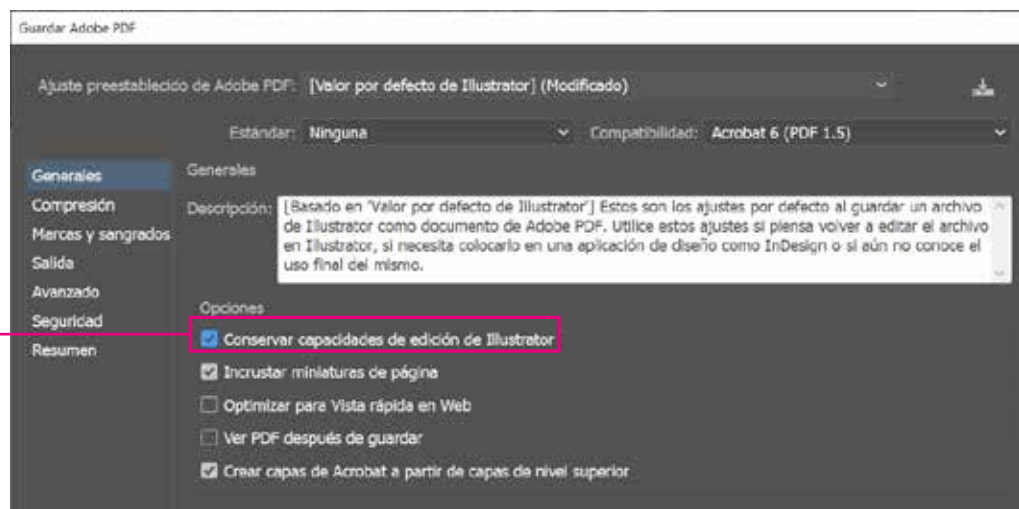 Guardar Adobe PDF
Ajuste preestablecido de Adobe PDF: [Valor por defecto de Illustrator] (Modificado)
Estándar: Ninguna Compatibilidad: Acrobat 6 (PDF 1.5)
Generales
Compresión
Marcas y sangrados
Salida
Avanzado
Seguridad
Resumen
Generales
Descripción: [Basado en 'Valor por defecto de Illustrator'] Estos son los ajustes por defecto al guardar un archivo
de Illustrator como documento de Adobe PDF. Utilice estos ajustes si piensa volver a editar el archivo
en Illustrator, si necesita colocarlo en una aplicación de diseño como InDesign o si aún no conoce el
uso final del mismo.
Opciones
Conservar capacidades de edición de Illustrator
Incrustar miniaturas de página
Optimizar para Vista rápida en Web
Ver PDF después de guardar
Crear capas de Acrobat a partir de capas de nivel superior